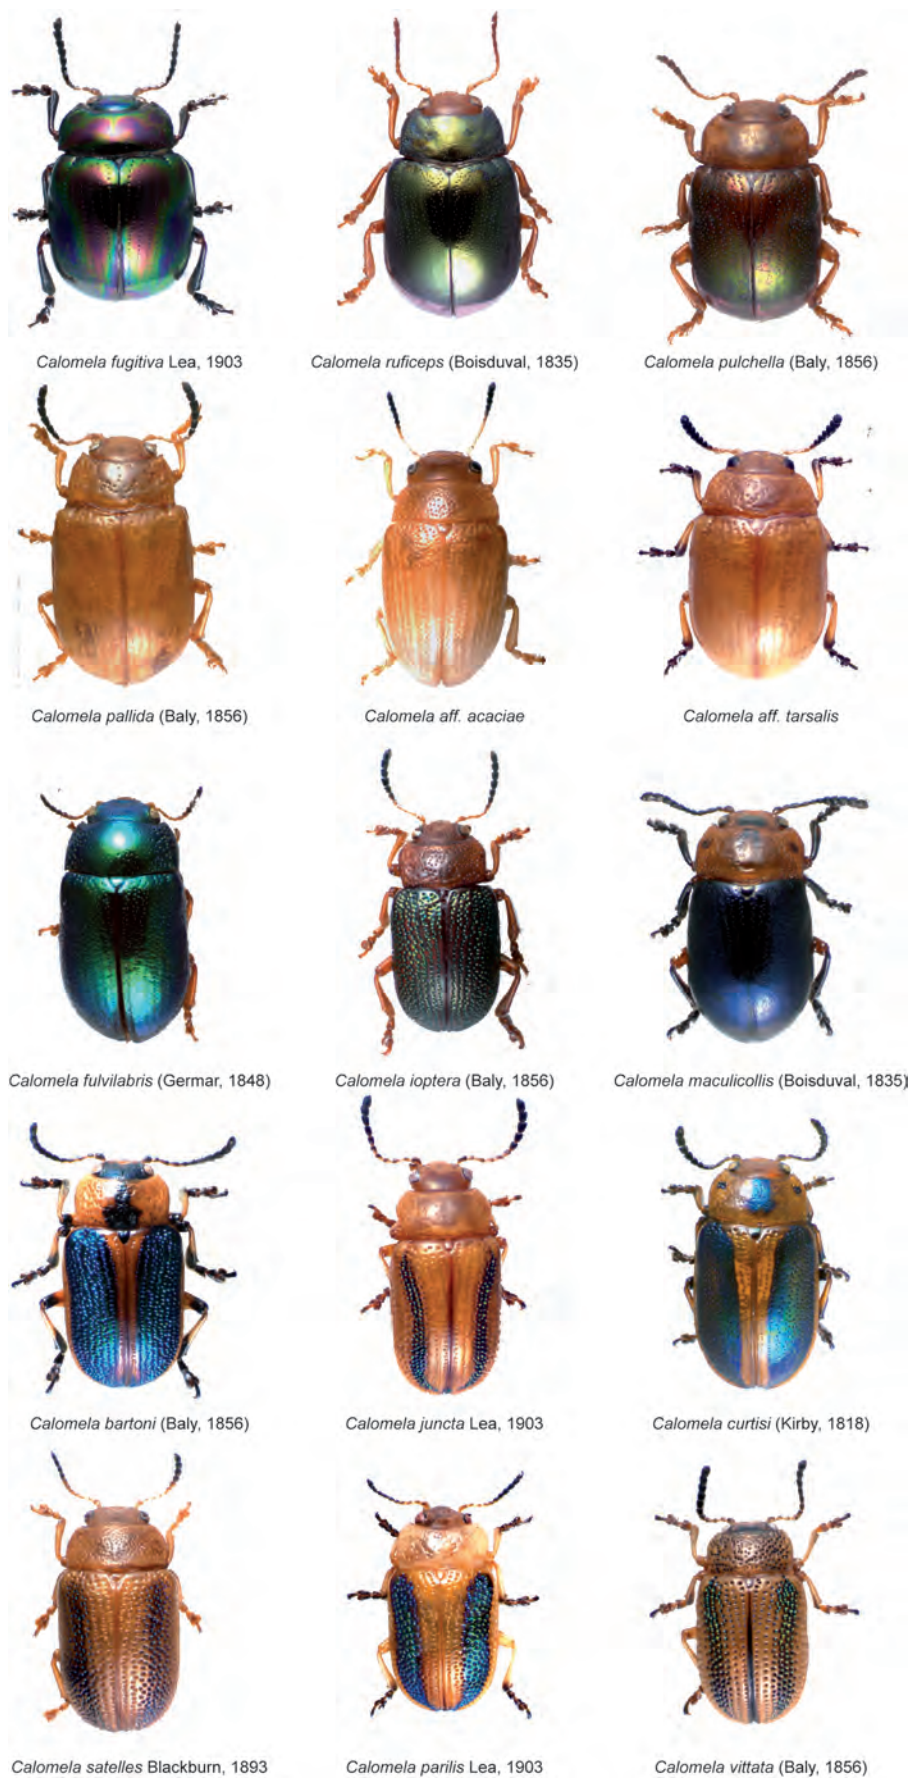 Calomela fugitiva Lea, 1903
Calomela ruficeps (Boisduval, 1835)
Calomela pulchella (Baly, 1856)
Calomela pallida (Baly, 1856)
Calomela aff. acaciae
Calomela aff. tarsalis
Calomela fulvilabris (Germar, 1848)
Calomela ioptera (Baly, 1856)
Calomela maculicollis (Boisduval, 1835)
Calomela bartoni (Baly, 1856)
Calomela juncta Lea, 1903
Calomela curtisi (Kirby, 1818)
Calomela satelles Blackburn, 1893
Calomela parilis Lea, 1903
Calomela vittata (Baly, 1856)